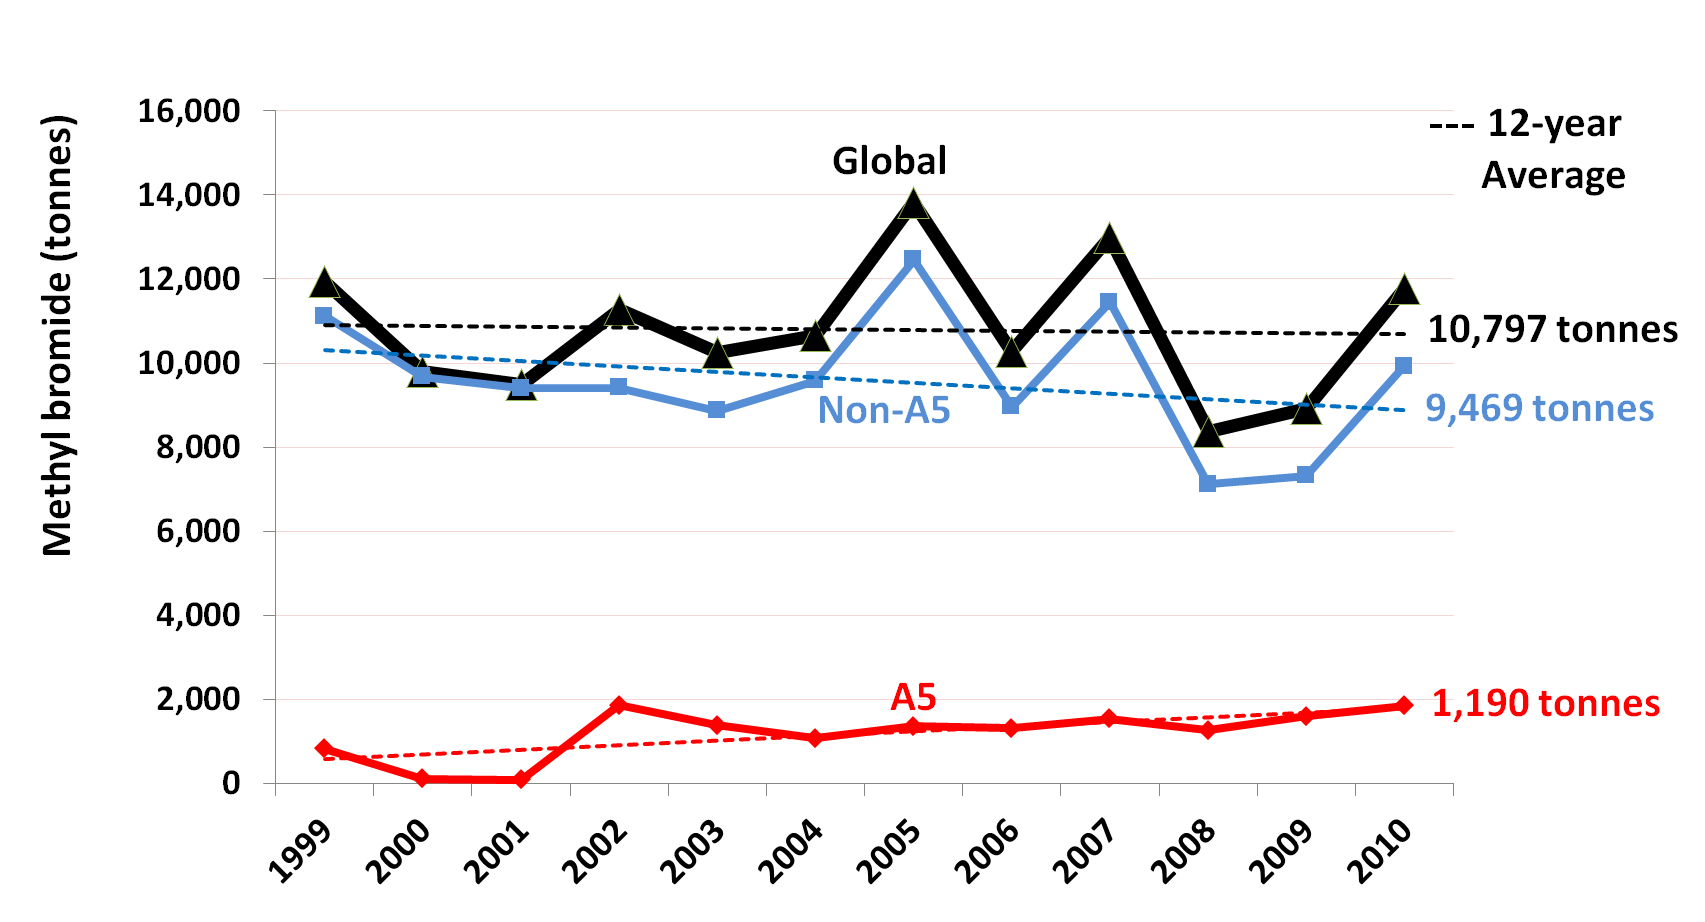 Methyl bromide (tonnes)
16,000
14,000
12,000
10,000
8,000
6,000
4,000
2,000
0
Global
Non-A5
A5
--- 12-year
Average
10,797 tonnes
9,469 tonnes
1,190 tonnes
1999
2000
2001
2002
2003
2004
2005
2006
2007
2008
2009
2010